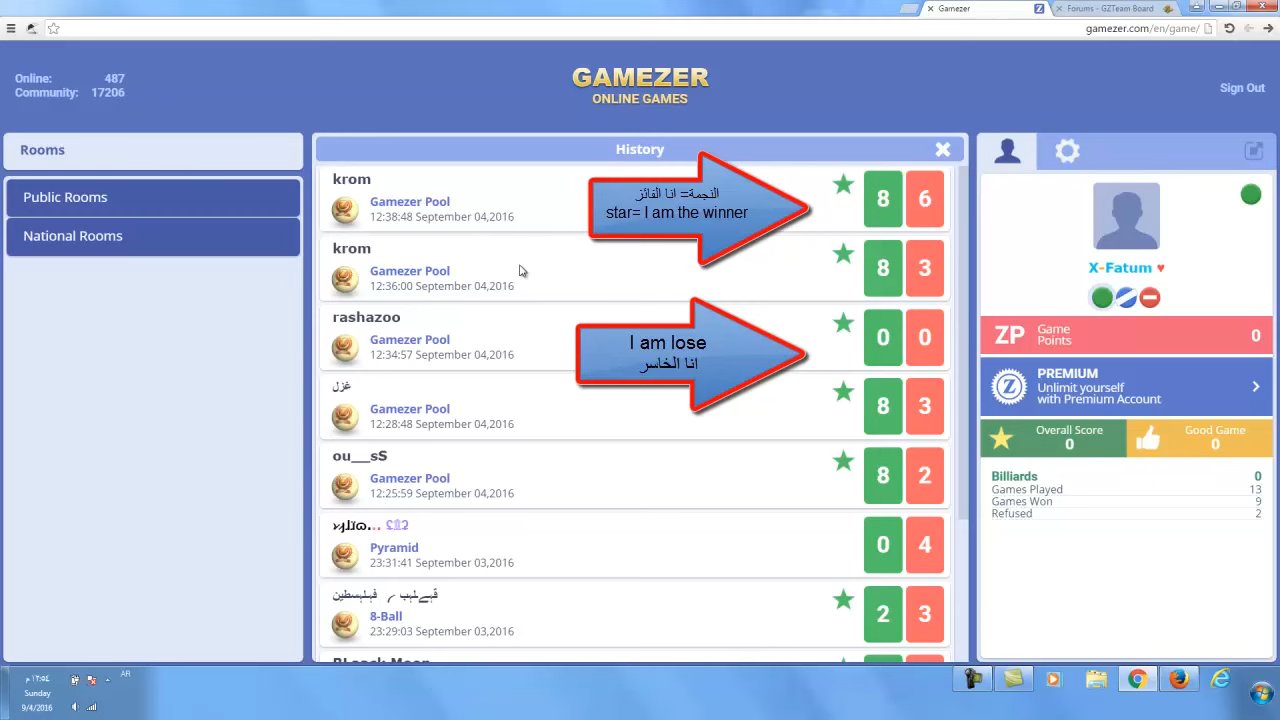 Gamezer
Forums - GZTeam Board
gamezer.com/en/game/
Online: 487
Community: 17206
GAMEZER
ONLINE GAMES
Sign Out
Rooms
Public Rooms
National Rooms
History
krom
Gamezer Pool
12:38:48 September 04,2016
8 6
النجمة= انا الفائز
star= I am the winner
krom
Gamezer Pool
12:36:00 September 04,2016
8 3
rashazoo
Gamezer Pool
12:34:57 September 04,2016
0 0
I am lose
انا الخاسر
غزل
Gamezer Pool
12:28:48 September 04,2016
8 3
ou__sS
Gamezer Pool
12:25:59 September 04,2016
8 2
Pyramid
23:31:41 September 03,2016
0 4
8-Ball
23:29:03 September 03,2016
2 3
X-Fatum ♥
ZP
Game
Points
0
PREMIUM
Unlimit yourself
with Premium Account
Overall Score
0
Good Game
0
Billiards 0
Games Played 13
Games Won 9
Refused 2
AR
Sunday
9/4/2016